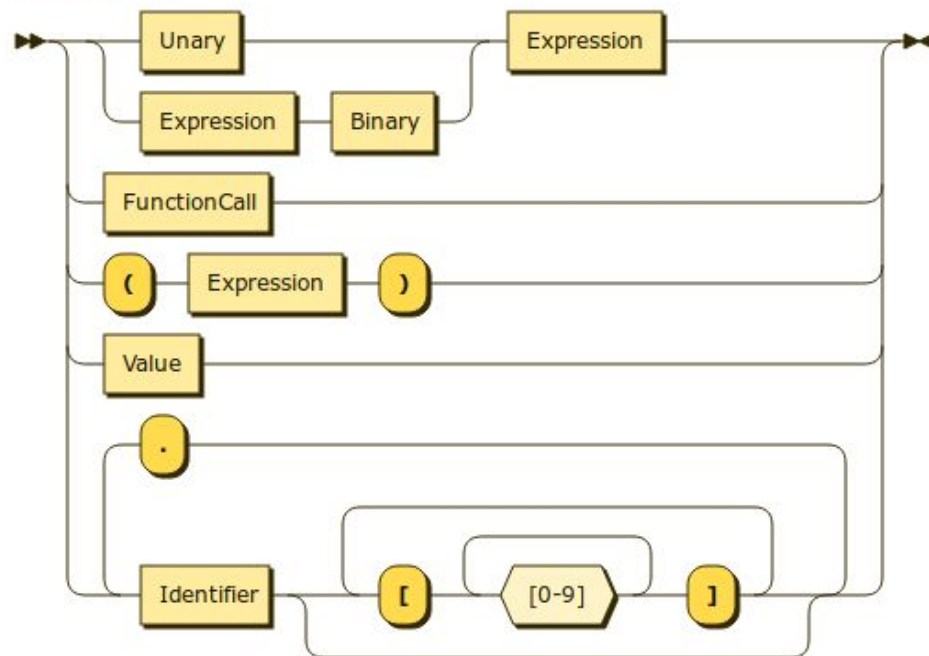 Unary Expression
Expression Binary
FunctionCall
( Expression )
Value
.
Identifier [ [0-9] ]